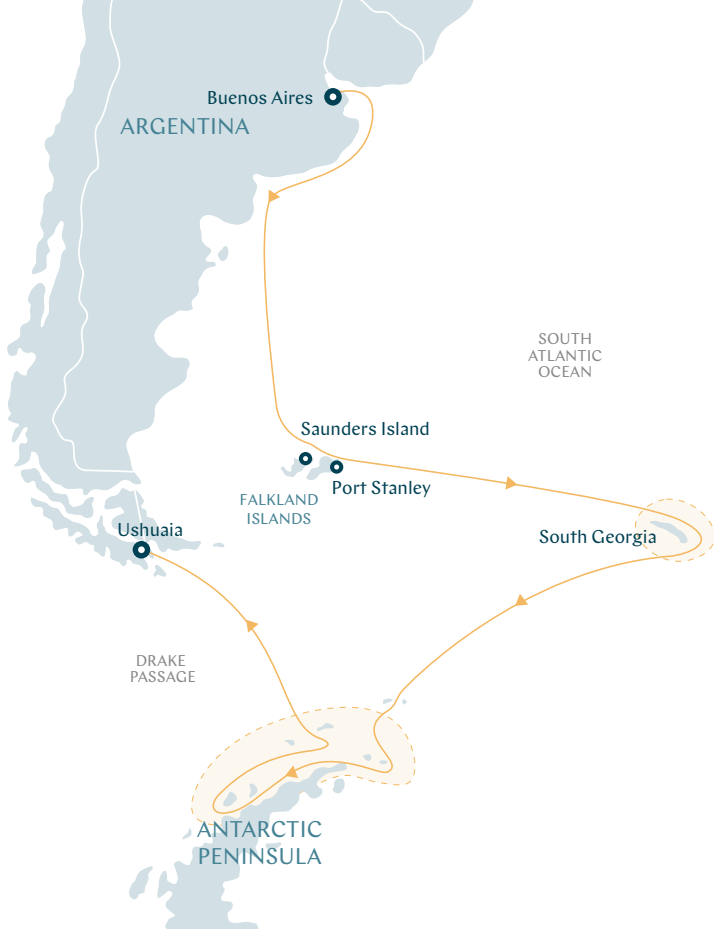 Buenos Aires
ARGENTINA
SOUTH
ATLANTIC
OCEAN
Saunders Island
Port Stanley
FALKLAND
ISLANDS
Ushuaia
South Georgia
DRAKE
PASSAGE
ANTARCTIC
PENINSULA